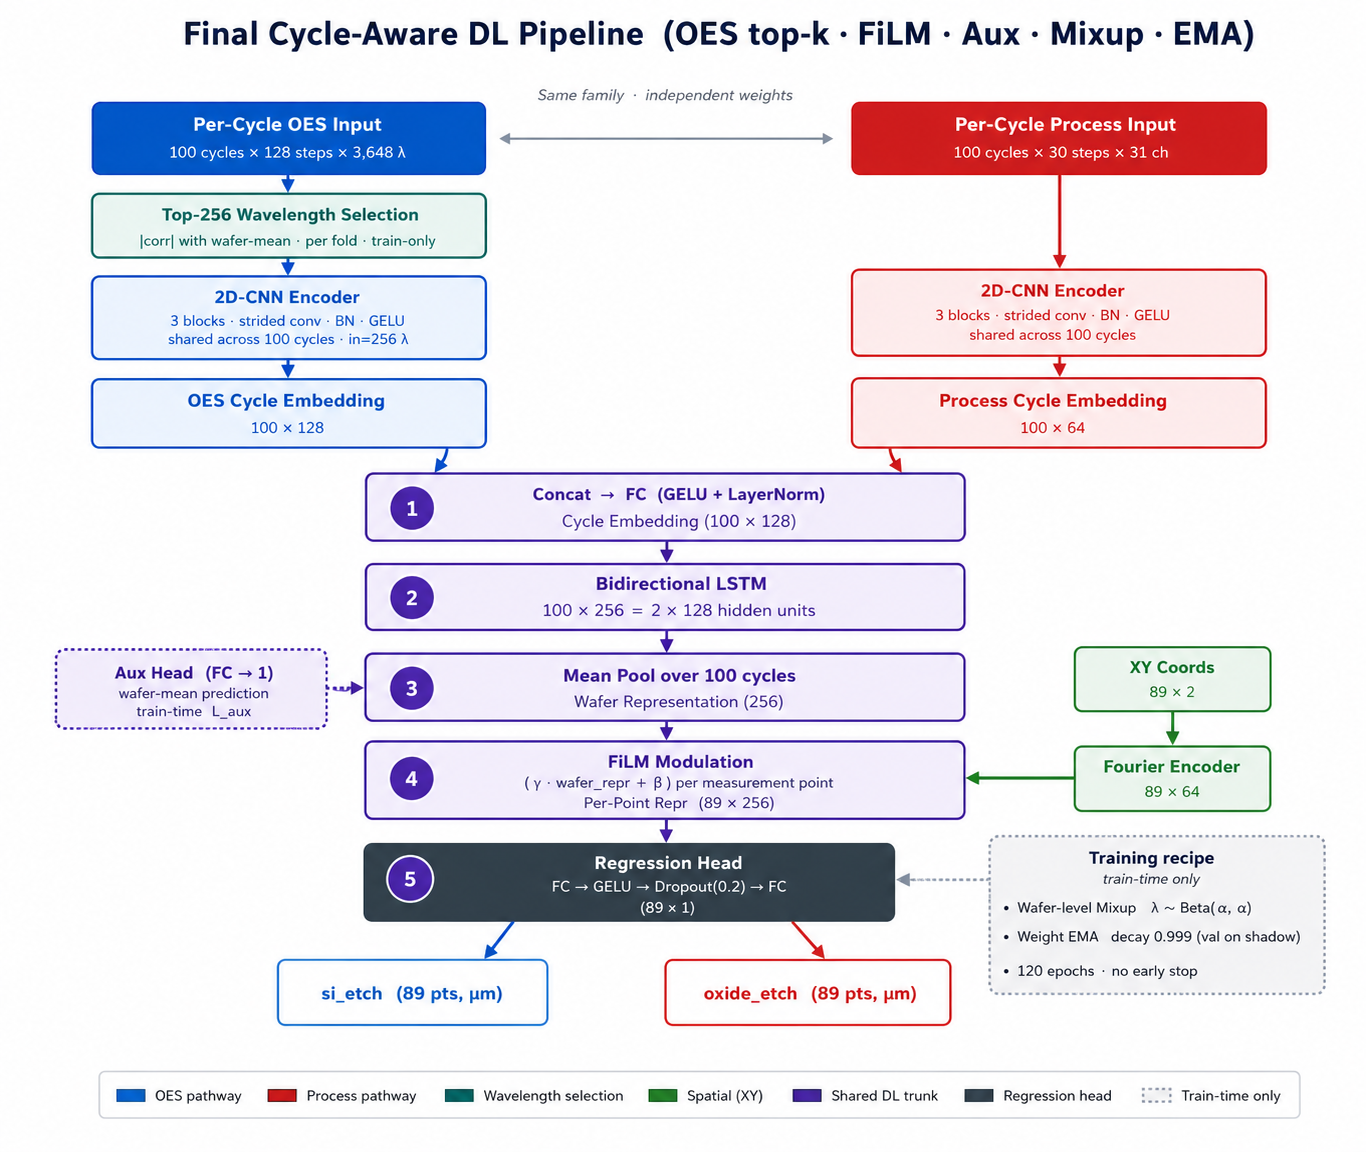 Final Cycle-Aware DL Pipeline (OES top-k · FiLM · Aux · Mixup · EMA)
Same family · independent weights
Per-Cycle OES Input
100 cycles × 128 steps × 3,648 λ
Per-Cycle Process Input
100 cycles × 30 steps × 31 ch
Top-256 Wavelength Selection
|corr| with wafer-mean · per fold · train-only
2D-CNN Encoder
3 blocks · strided conv · BN · GELU
shared across 100 cycles · in=256 λ
2D-CNN Encoder
3 blocks · strided conv · BN · GELU
shared across 100 cycles
OES Cycle Embedding
100 × 128
Process Cycle Embedding
100 × 64
1
Concat → FC (GELU + LayerNorm)
Cycle Embedding (100 × 128)
2
Bidirectional LSTM
100 × 256 = 2 × 128 hidden units
Aux Head (FC → 1)
wafer-mean prediction
train-time L_aux
3
Mean Pool over 100 cycles
Wafer Representation (256)
XY Coords
89 × 2
4
FiLM Modulation
( γ · wafer_repr + β ) per measurement point
Per-Point Repr (89 × 256)
Fourier Encoder
89 × 64
5
Regression Head
FC → GELU → Dropout(0.2) → FC
(89 × 1)
Training recipe
train-time only
• Wafer-level Mixup λ ~ Beta(α, α)
• Weight EMA decay 0.999 (val on shadow)
• 120 epochs · no early stop
si_etch (89 pts, µm)
oxide_etch (89 pts, µm)
OES pathway
Process pathway
Wavelength selection
Spatial (XY)
Shared DL trunk
Regression head
Train-time only